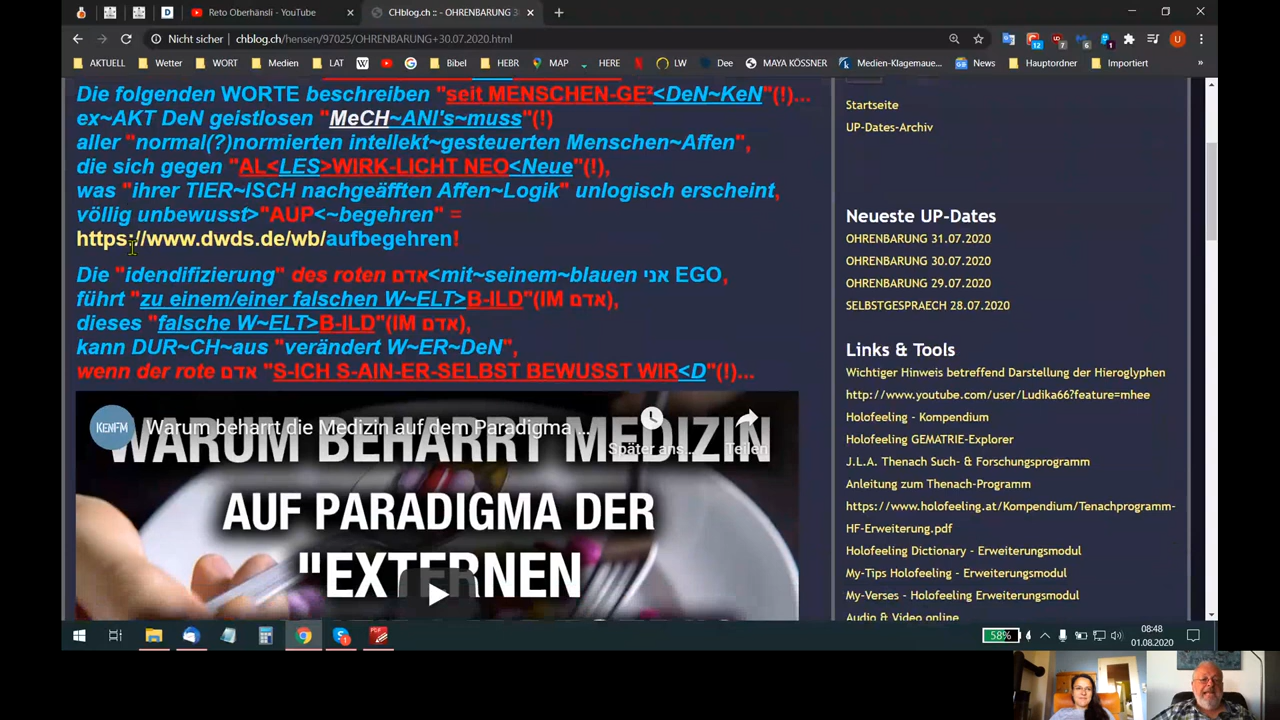 Reto Oberhänsli - YouTube
CHblog.ch :: - OHRENBARUNG 3
Nicht sicher | chblog.ch/hensen/97025/OHRENBARUNG+30.07.2020.html
AKTUELL Wetter WORT Medien LAT Bibel HEBR MAP HERE LW Dee MAYA KÖSSNER Medien-Klagemaue... News Hauptordner Importiert
Die folgenden WORTE beschreiben "seit MENSCHEN-GE²<DeN~KeN"(!)...
ex~AKT DeN geistlosen "MeCH~ANI's~muss"(!)
aller "normal(?)normierten intellekt~gesteuerten Menschen~Affen",
die sich gegen "AL<LES>WIRK-LICHT NEO<Neue"(!),
was "ihrer TIER~ISCH nachgeäfften Affen~Logik" unlogisch erscheint,
völlig unbewusst>"AUP<~begehren" =
https://www.dwds.de/wb/aufbegehren!
Die "idendifizierung" des roten אדם<mit~seinem~blauen אני EGO,
führt "zu einem/einer falschen W~ELT>B-ILD"(IM אדם),
dieses "falsche W~ELT>B-ILD"(IM אדם),
kann DUR~CH~aus "verändert W~ER~DeN",
wenn der rote אדם "S-ICH S-AIN-ER-SELBST BEWUSST WIR<D"(!)...
KENFM
Warum beharrt die Medizin auf dem Paradigma ...
Später ans...
Teilen
WARUM BEHARRT MEDIZIN
AUF PARADIGMA DER
"EXTERNEN
Startseite
UP-Dates-Archiv
Neueste UP-Dates
OHRENBARUNG 31.07.2020
OHRENBARUNG 30.07.2020
OHRENBARUNG 29.07.2020
SELBSTGESPRAECH 28.07.2020
Links & Tools
Wichtiger Hinweis betreffend Darstellung der Hieroglyphen
http://www.youtube.com/user/Ludika66?feature=mhee
Holofeeling - Kompendium
Holofeeling GEMATRIE-Explorer
J.L.A. Thenach Such- & Forschungsprogramm
Anleitung zum Thenach-Programm
https://www.holofeeling.at/Kompendium/Tenachprogramm-
HF-Erweiterung.pdf
Holofeeling Dictionary - Erweiterungsmodul
My-Tips Holofeeling - Erweiterungsmodul
My-Verses - Holofeeling Erweiterungsmodul
Audio & Video online
58%
08:48
01.08.2020